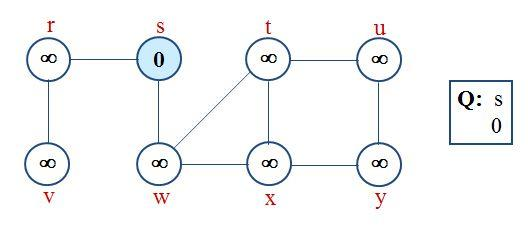 r s t u
∞ 0 ∞ ∞
Q: s
0
∞ ∞ ∞ ∞
v w x y